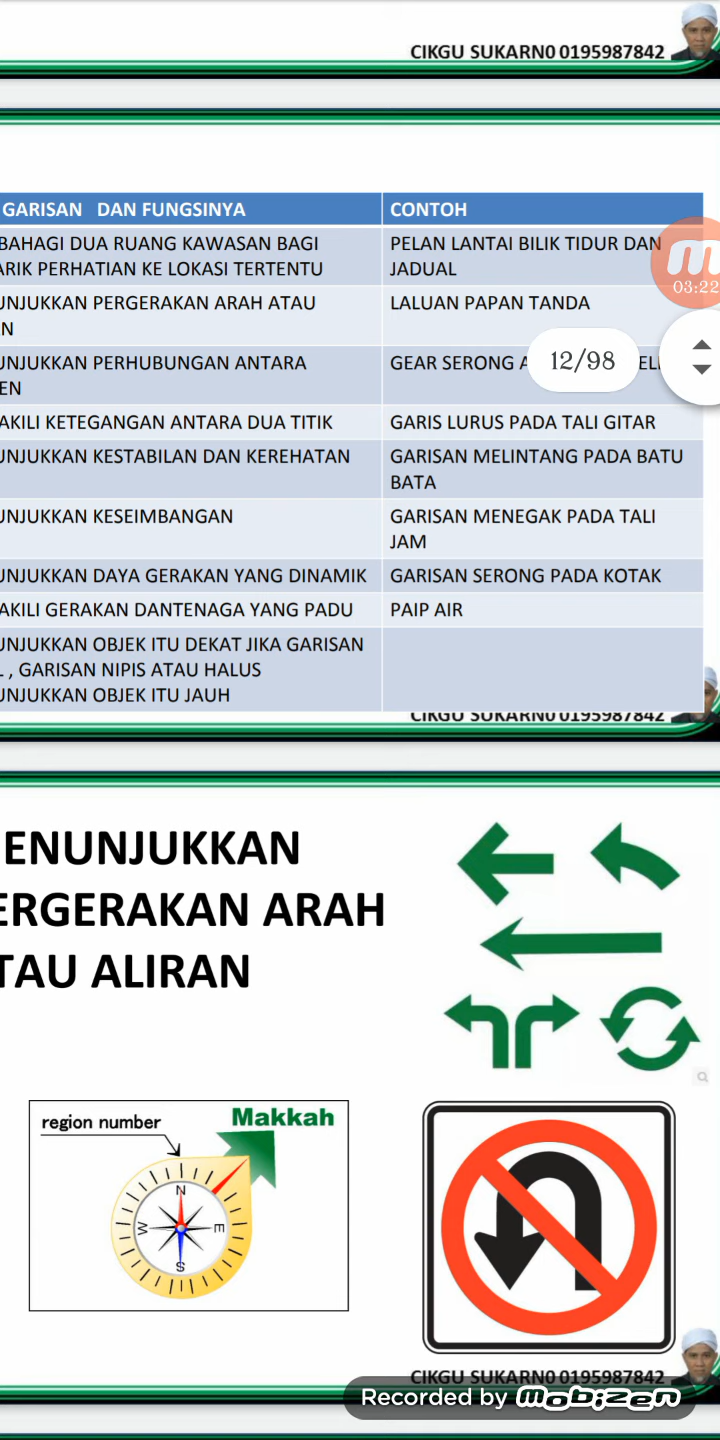 CIKGU SUKARN0 0195987842
GARISAN DAN FUNGSINYA
CONTOH
BAHAGI DUA RUANG KAWASAN BAGI
ARIK PERHATIAN KE LOKASI TERTENTU
PELAN LANTAI BILIK TIDUR DAN
JADUAL
03:22
UNJUKKAN PERGERAKAN ARAH ATAU
N
LALUAN PAPAN TANDA
UNJUKKAN PERHUBUNGAN ANTARA
EN
GEAR SERONG
12/98
AKILI KETEGANGAN ANTARA DUA TITIK
GARIS LURUS PADA TALI GITAR
UNJUKKAN KESTABILAN DAN KEREHATAN
GARISAN MELINTANG PADA BATU
BATA
UNJUKKAN KESEIMBANGAN
GARISAN MENEGAK PADA TALI
JAM
UNJUKKAN DAYA GERAKAN YANG DINAMIK
GARISAN SERONG PADA KOTAK
AKILI GERAKAN DANTENAGA YANG PADU
PAIP AIR
UNJUKKAN OBJEK ITU DEKAT JIKA GARISAN
L , GARISAN NIPIS ATAU HALUS
UNJUKKAN OBJEK ITU JAUH
CIKGU SUKARN0 0195987842
ENUNJUKKAN
ERGERAKAN ARAH
TAU ALIRAN
region number
Makkah
N
W
E
S
CIKGU SUKARN0 0195987842
Recorded by Mobizen